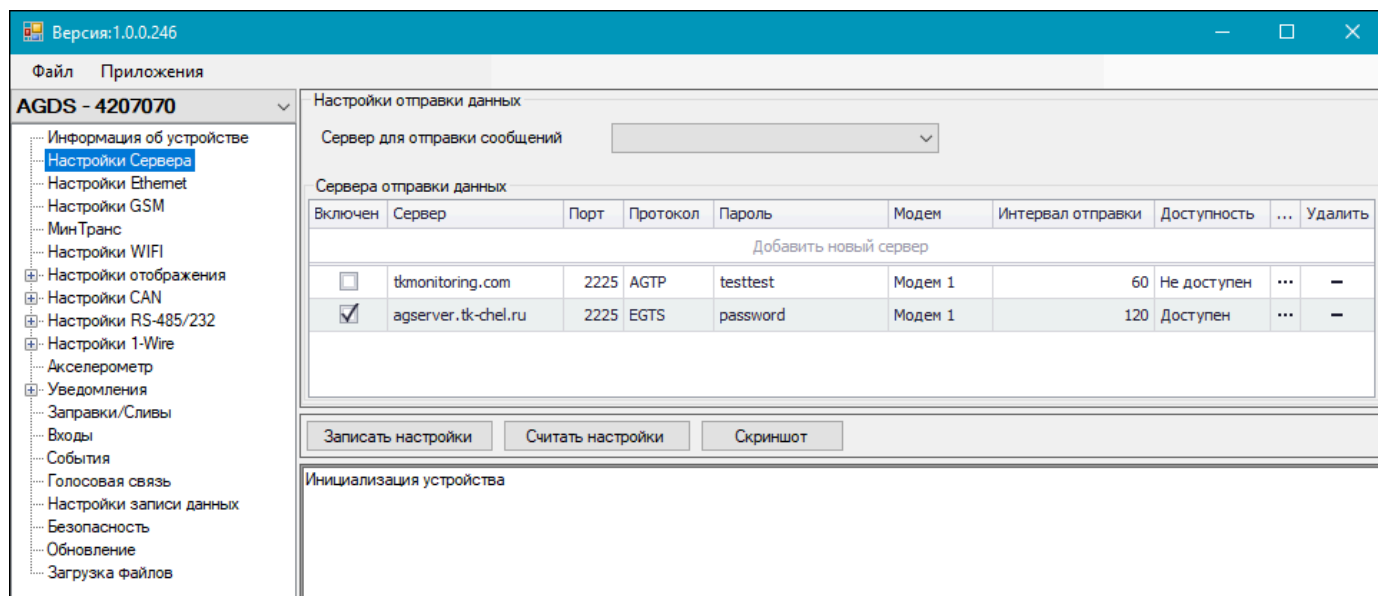 Версия:1.0.0.246
Файл Приложения
AGDS - 4207070
Информация об устройстве
Настройки Сервера
Настройки Ethernet
Настройки GSM
МинТранс
Настройки WIFI
Настройки отображения
Настройки CAN
Настройки RS-485/232
Настройки 1-Wire
Акселерометр
Уведомления
Заправки/Сливы
Входы
События
Голосовая связь
Настройки записи данных
Безопасность
Обновление
Загрузка файлов
Настройки отправки данных
Сервер для отправки сообщений
Сервера отправки данных
Включен Сервер Порт Протокол Пароль Модем Интервал отправки Доступность ... Удалить
Добавить новый сервер
tkmonitoring.com 2225 AGTP testtest Модем 1 60 Не доступен ... –
agserver.tk-chel.ru 2225 EGTS password Модем 1 120 Доступен ... –
Записать настройки Считать настройки Скриншот
Инициализация устройства